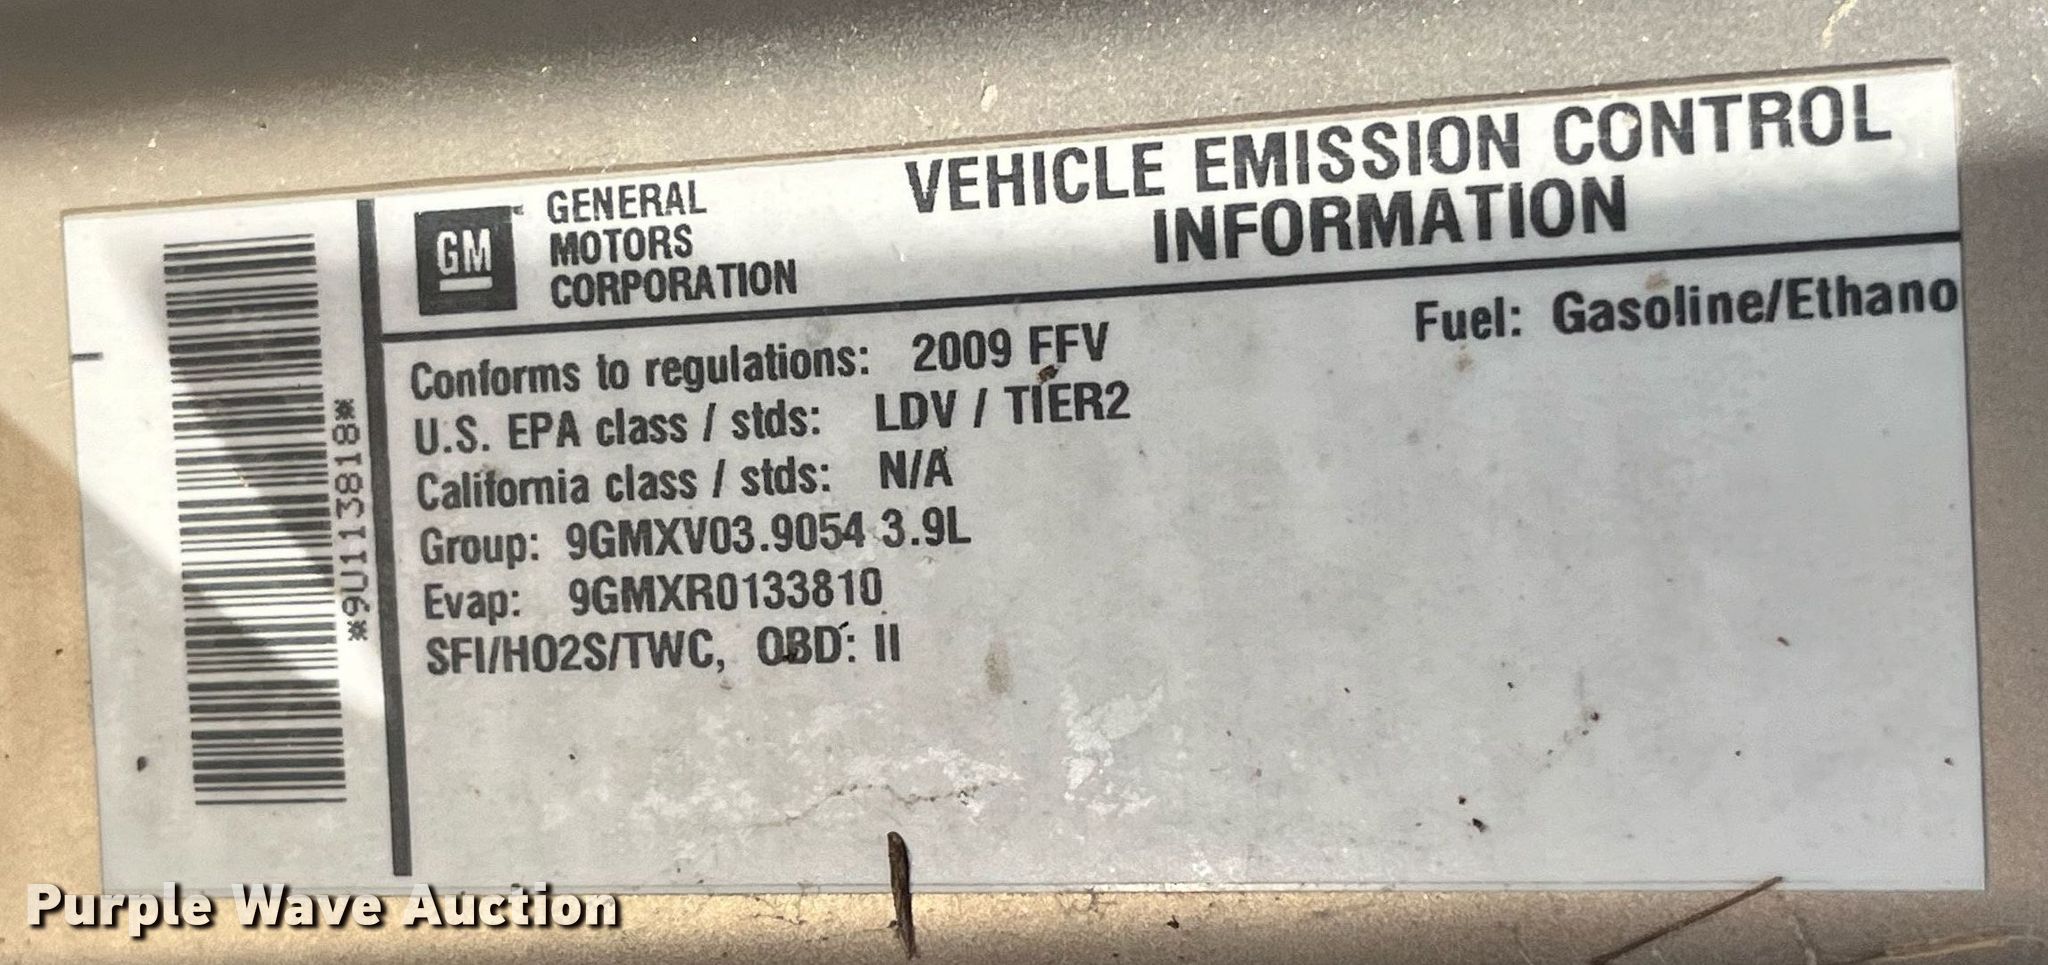 *9U113818*
GM
GENERAL
MOTORS
CORPORATION
VEHICLE EMISSION CONTROL
INFORMATION
Fuel: Gasoline/Ethano
Conforms to regulations: 2009 FFV
U.S. EPA class / stds: LDV / TIER2
California class / stds: N/A
Group: 9GMXV03.9054 3.9L
Evap: 9GMXR0133810
SFI/HO2S/TWC, OBD: II
Purple Wave Auction